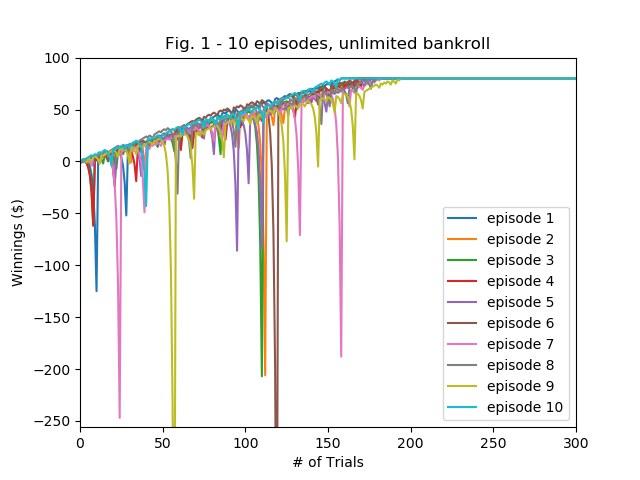 Fig. 1 - 10 episodes, unlimited bankroll
100
50
0
−50
−100
−150
−200
−250
Winnings ($)
0 50 100 150 200 250 300
# of Trials
episode 1
episode 2
episode 3
episode 4
episode 5
episode 6
episode 7
episode 8
episode 9
episode 10